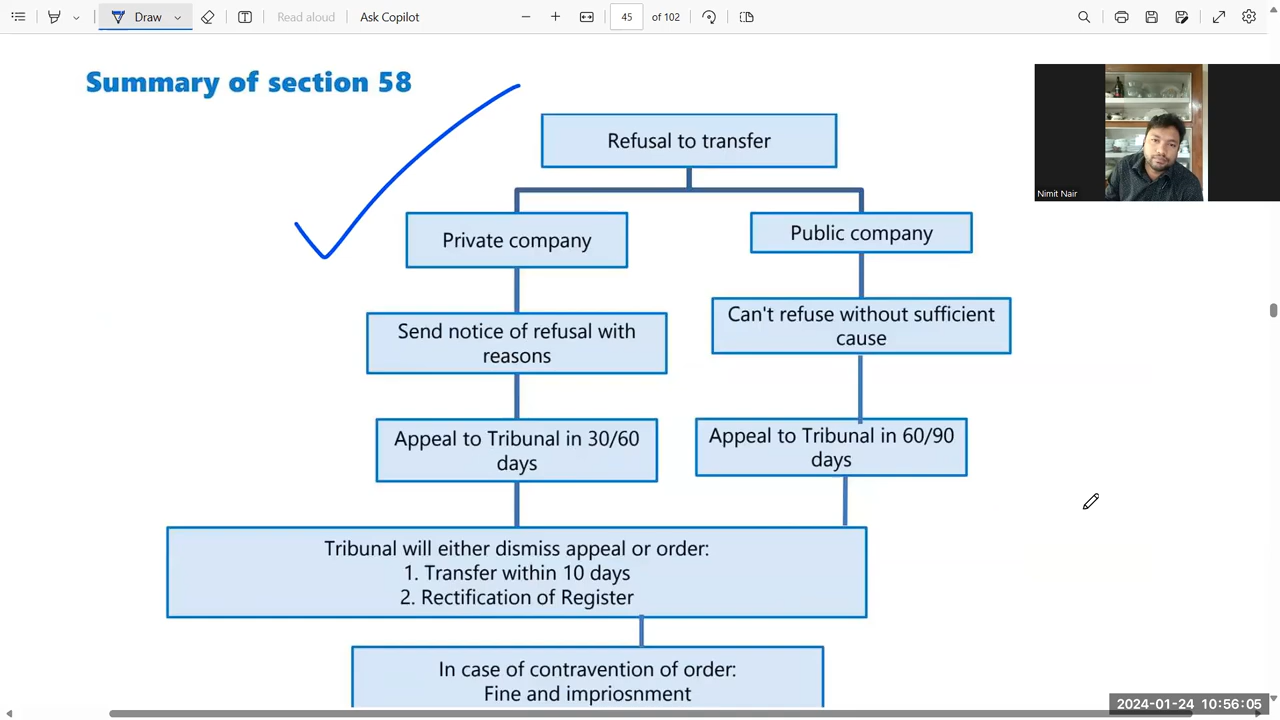 Draw
Read aloud
Ask Copilot
45
of 102
Summary of section 58
Refusal to transfer
Private company
Public company
Send notice of refusal with
reasons
Can't refuse without sufficient
cause
Appeal to Tribunal in 30/60
days
Appeal to Tribunal in 60/90
days
Tribunal will either dismiss appeal or order:
1. Transfer within 10 days
2. Rectification of Register
In case of contravention of order:
Fine and impriosnment
Nimit Nair
2024-01-24 10:56:05